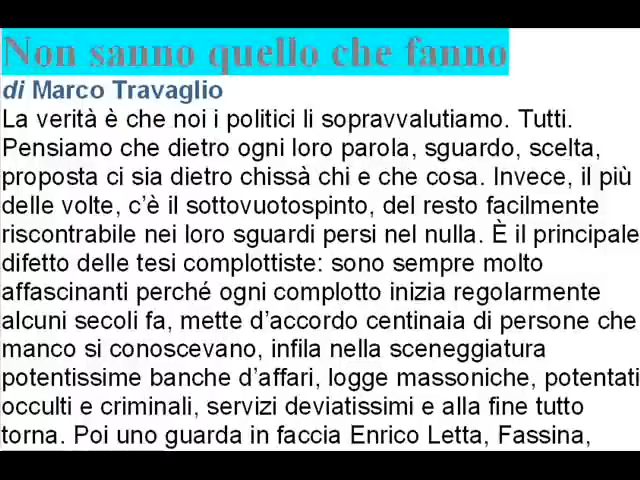 Non sanno quello che fanno
di Marco Travaglio
La verità è che noi i politici li sopravvalutiamo. Tutti.
Pensiamo che dietro ogni loro parola, sguardo, scelta,
proposta ci sia dietro chissà chi e che cosa. Invece, il più
delle volte, c’è il sottovuotospinto, del resto facilmente
riscontrabile nei loro sguardi persi nel nulla. È il principale
difetto delle tesi complottiste: sono sempre molto
affascinanti perché ogni complotto inizia regolarmente
alcuni secoli fa, mette d’accordo centinaia di persone che
manco si conoscevano, infila nella sceneggiatura
potentissime banche d’affari, logge massoniche, potentati
occulti e criminali, servizi deviatissimi e alla fine tutto
torna. Poi uno guarda in faccia Enrico Letta, Fassina,